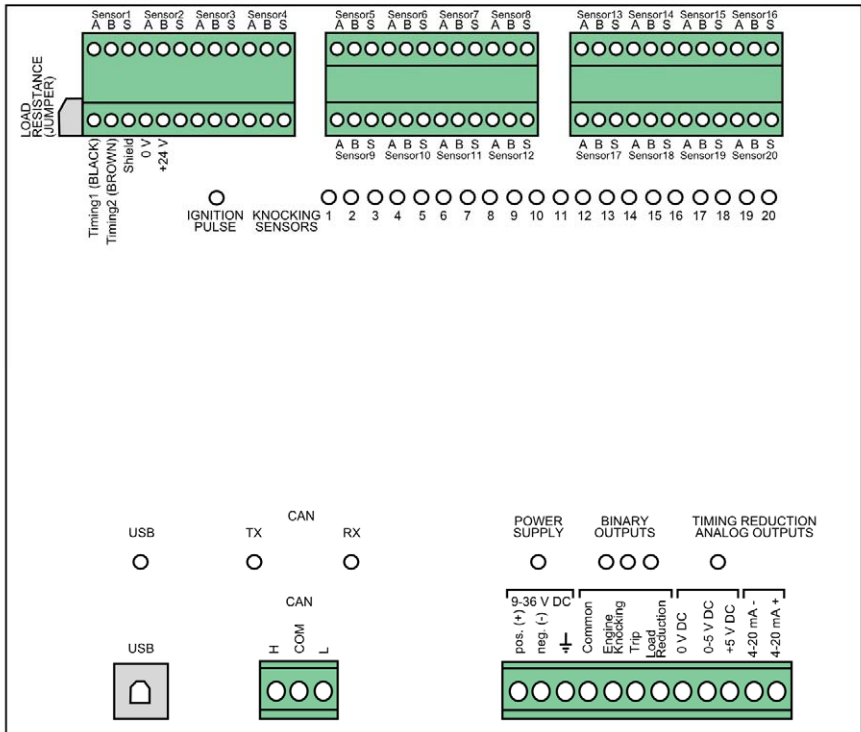 Sensor1 Sensor2 Sensor3 Sensor4
A B S A B S A B S A B S
Sensor5 Sensor6 Sensor7 Sensor8
A B S A B S A B S A B S
Sensor13 Sensor14 Sensor15 Sensor16
A B S A B S A B S A B S
LOAD
RESISTANCE
(JUMPER)
Timing1 (BLACK)
Timing2 (BROWN)
Shield
0 V
+24 V
A B S A B S A B S A B S
Sensor9 Sensor10 Sensor11 Sensor12
A B S A B S A B S A B S
Sensor17 Sensor18 Sensor19 Sensor20
IGNITION
PULSE
KNOCKING
SENSORS
1 2 3 4 5 6 7 8 9 10 11 12 13 14 15 16 17 18 19 20
USB
CAN
TX
RX
POWER
SUPPLY
BINARY
OUTPUTS
TIMING REDUCTION
ANALOG OUTPUTS
USB
CAN
H
COM
L
9-36 V DC
pos. (+)
neg. (-)
Common
Engine
Knocking
Trip
Load
Reduction
0 V DC
0-5 V DC
+5 V DC
4-20 mA -
4-20 mA +